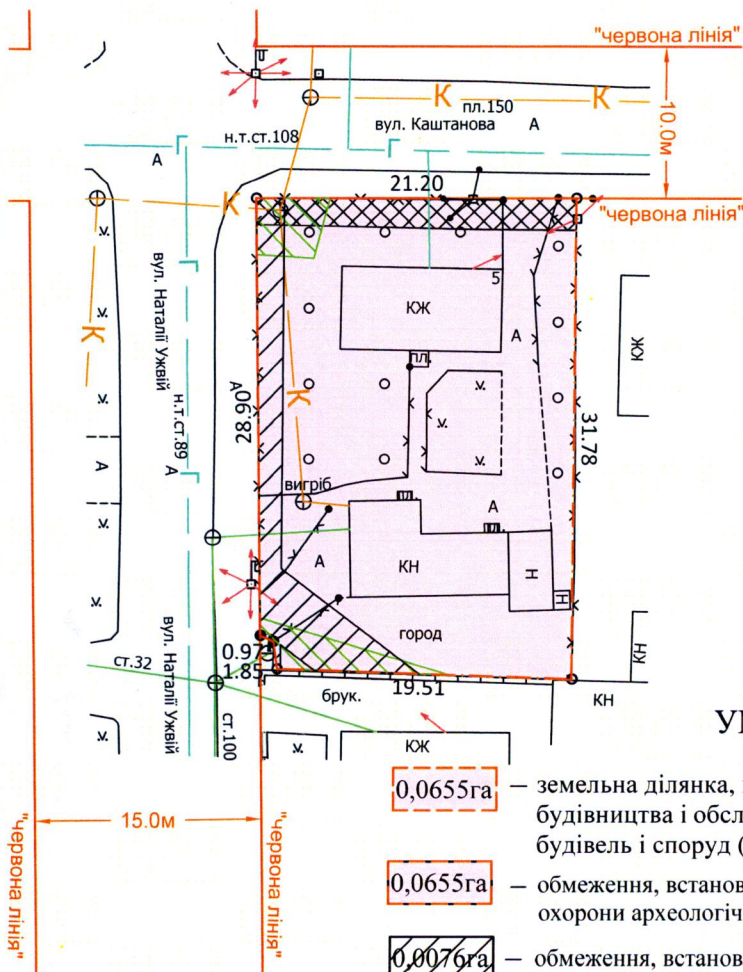 "червона лінія"
К
К
пл.150
вул. Каштанова
А
10.0м
н.т.ст.108
Г
Г
А
К
21.20
"червона лінія"
Г
5
КЖ
КЖ
пл.
А
К
К
вул. Наталії Ужвій
н.т.ст.89
А
А
28.90
31.78
Г
А
вигріб
А
А
КН
Н
Н
город
КН
КН
0.97
1.85
19.51
ст.32
вул. Наталії Ужвій
ст.100
брук.
КЖ
15.0м
"червона лінія"
"червона лінія"
0,0655га
– земельна ділянка,
будівництва і обсл
будівель і споруд (
0,0655га
– обмеження, встанов
охорони археологіч
0,0076га
– обмеження, встанов